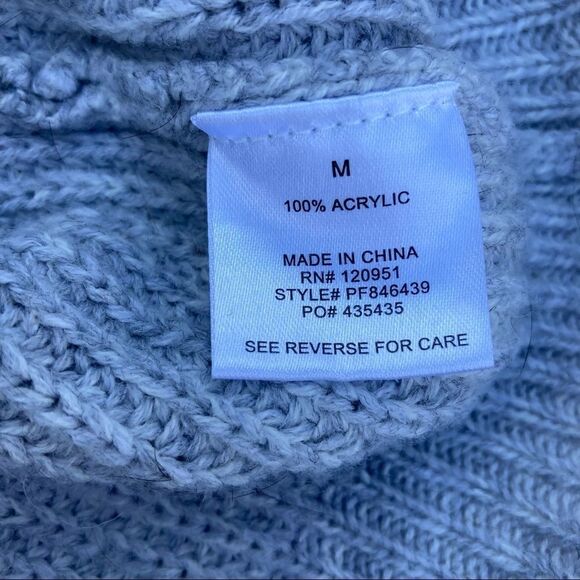 M
100% ACRYLIC
MADE IN CHINA
RN# 120951
STYLE# PF846439
PO# 435435
SEE REVERSE FOR CARE